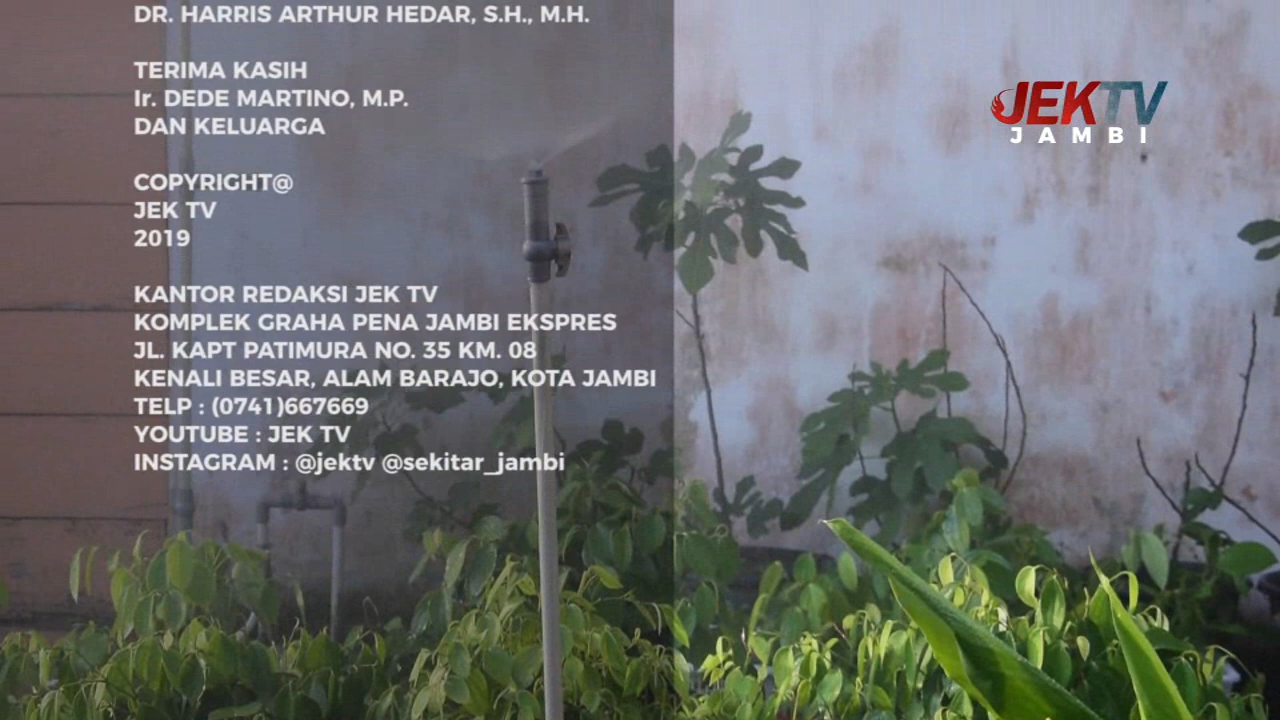 DR. HARRIS ARTHUR HEDAR, S.H., M.H.
TERIMA KASIH
Ir. DEDE MARTINO, M.P.
DAN KELUARGA
COPYRIGHT@
JEK TV
2019
KANTOR REDAKSI JEK TV
KOMPLEK GRAHA PENA JAMBI EKSPRES
JL. KAPT PATIMURA NO. 35 KM. 08
KENALI BESAR, ALAM BARAJO, KOTA JAMBI
TELP : (0741)667669
YOUTUBE : JEK TV
INSTAGRAM : @jektv @sekitar_jambi
JEKTV
JAMBI